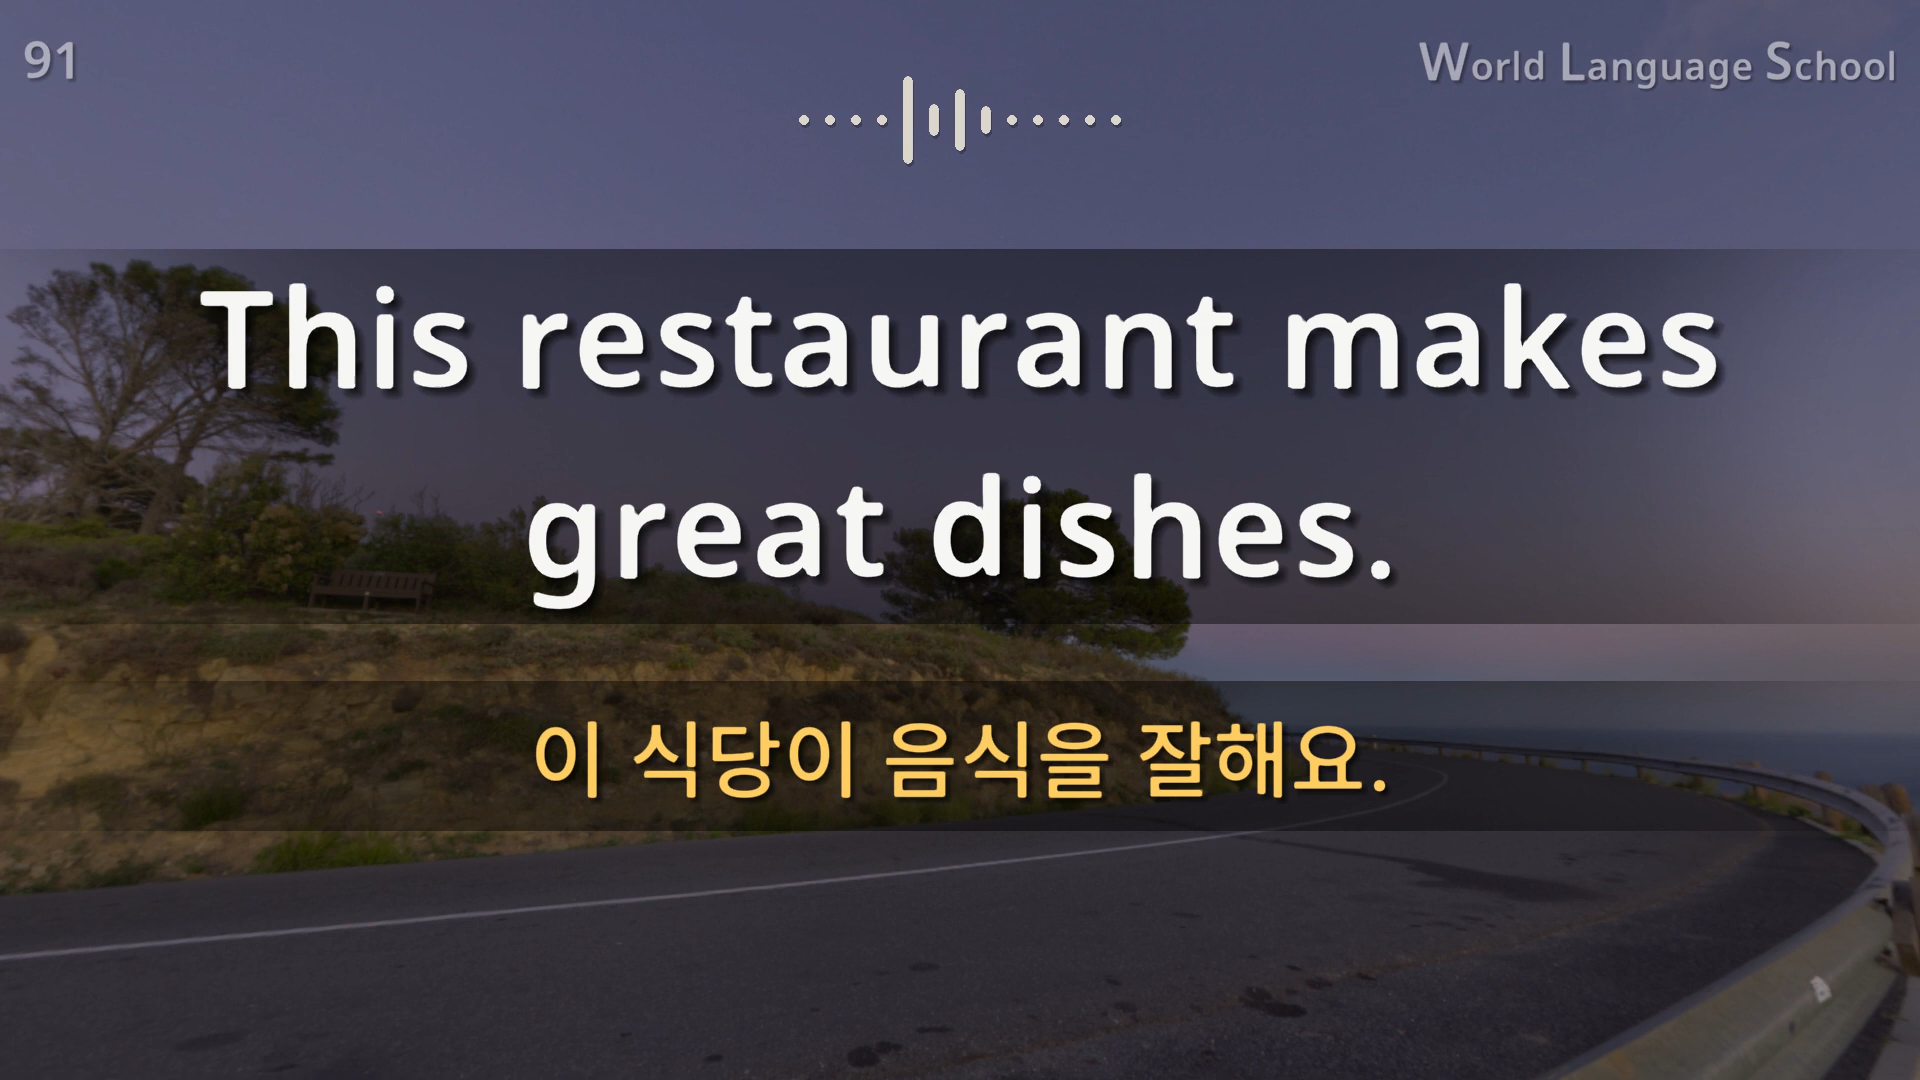 91
World Language School
This restaurant makes
great dishes.
이 식당이 음식을 잘해요.